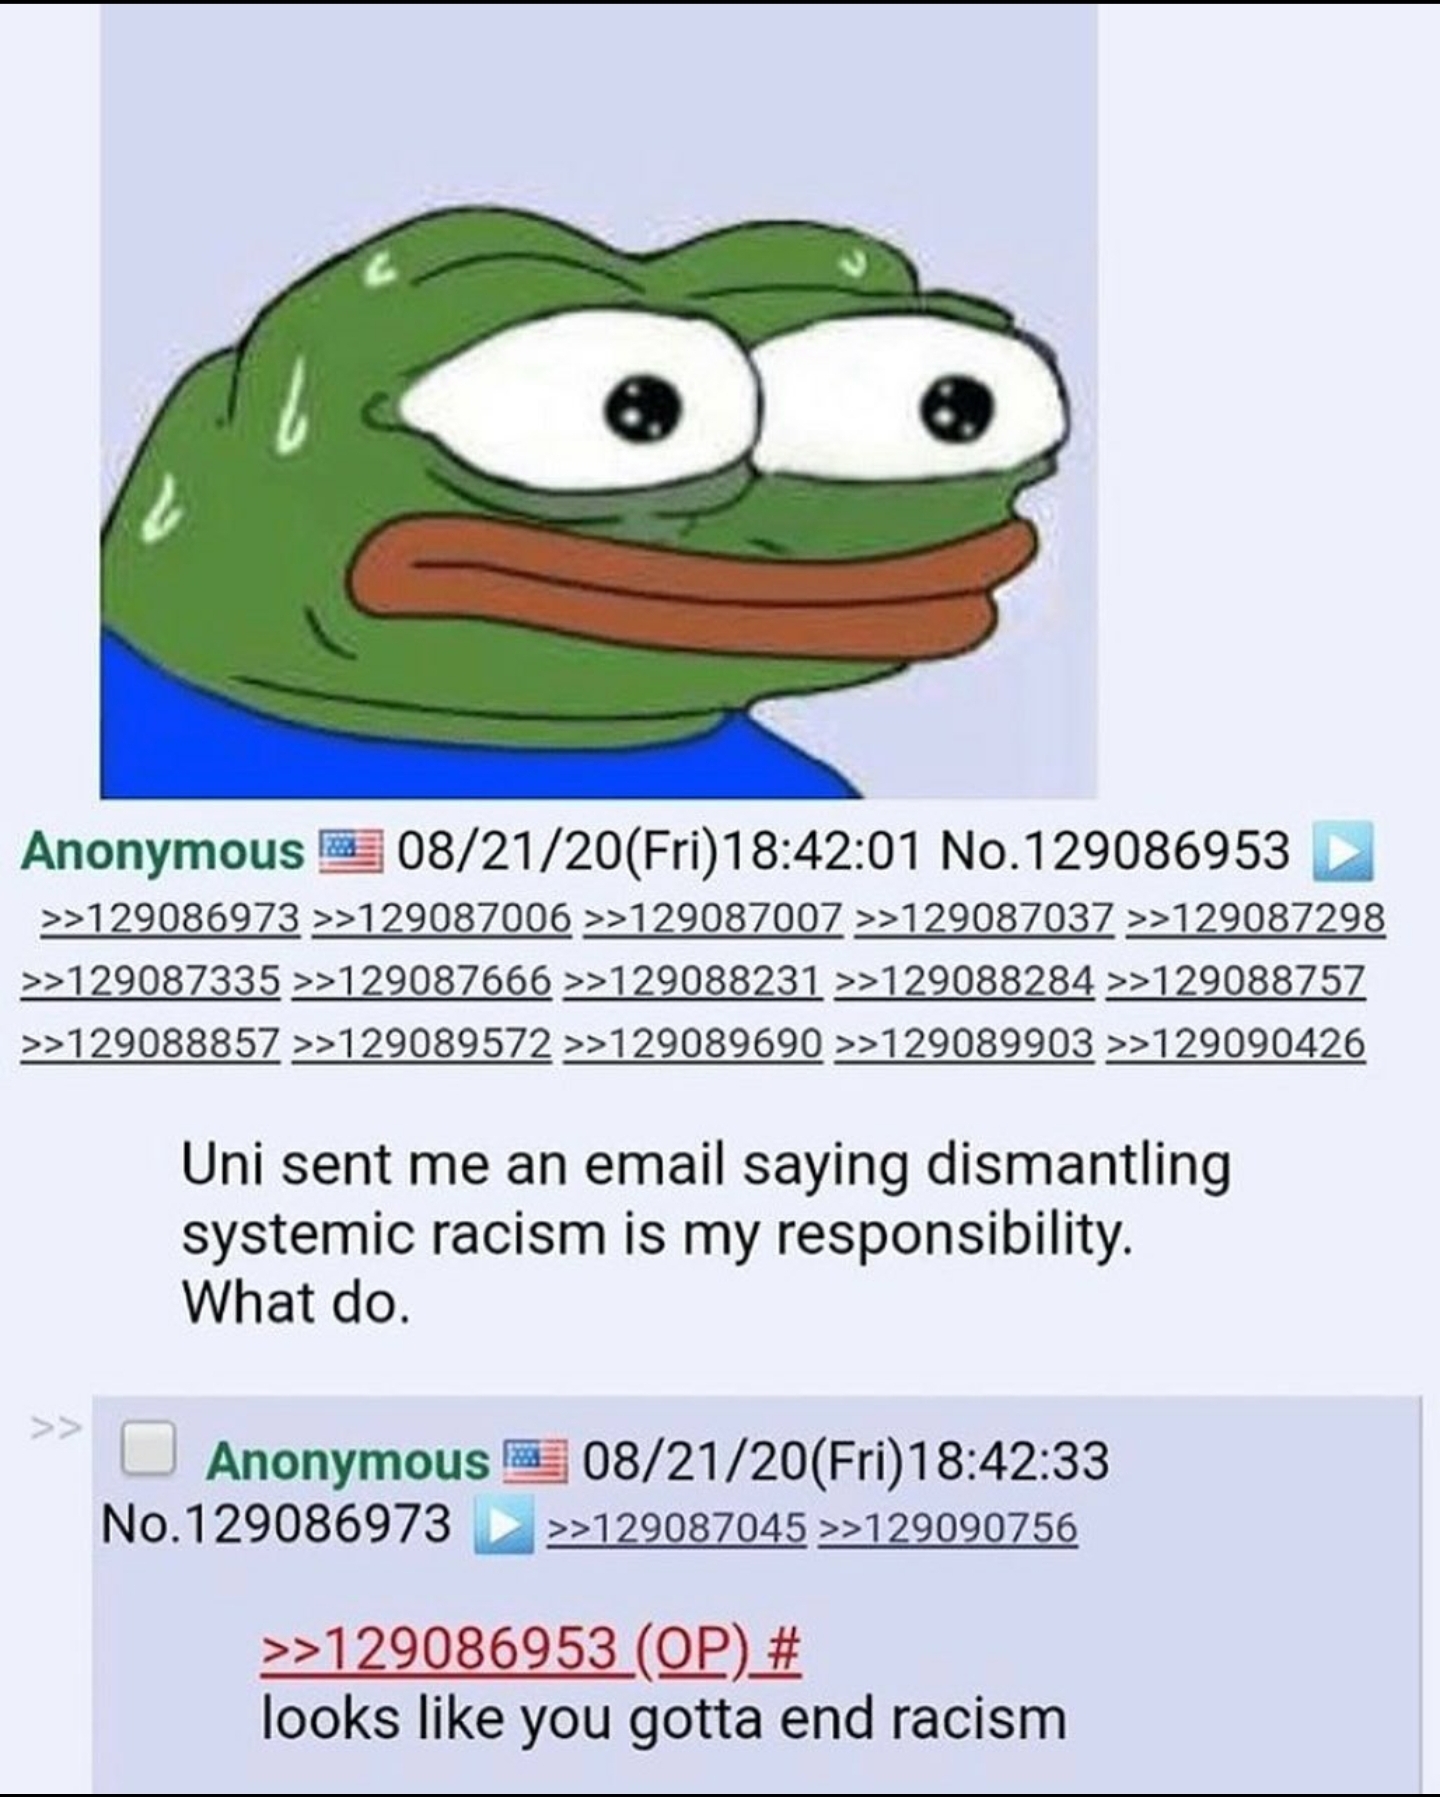 Anonymous 08/21/20(Fri)18:42:01 No.129086953
>>129086973 >>129087006 >>129087007 >>129087037 >>129087298
>>129087335 >>129087666 >>129088231 >>129088284 >>129088757
>>129088857 >>129089572 >>129089690 >>129089903 >>129090426
Uni sent me an email saying dismantling
systemic racism is my responsibility.
What do.
>> Anonymous 08/21/20(Fri)18:42:33
No.129086973 >>129087045 >>129090756
>>129086953 (OP) #
looks like you gotta end racism